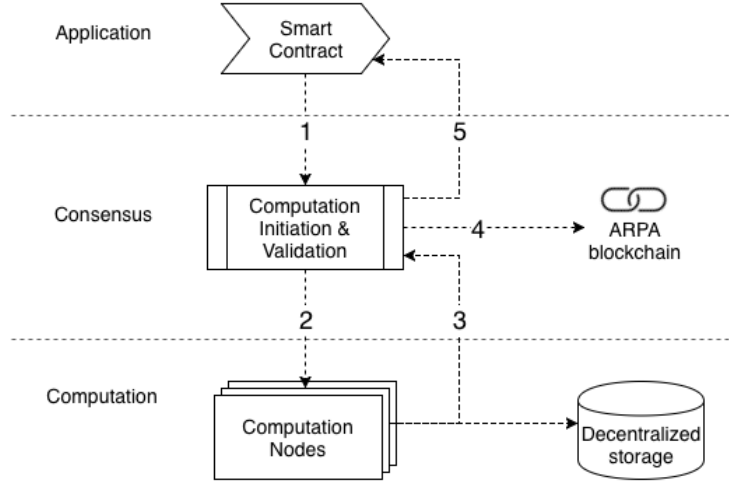 Application
Smart
Contract
1
5
Consensus
Computation
Initiation &
Validation
4
ARPA
blockchain
2
3
Computation
Computation
Nodes
Decentralized
storage